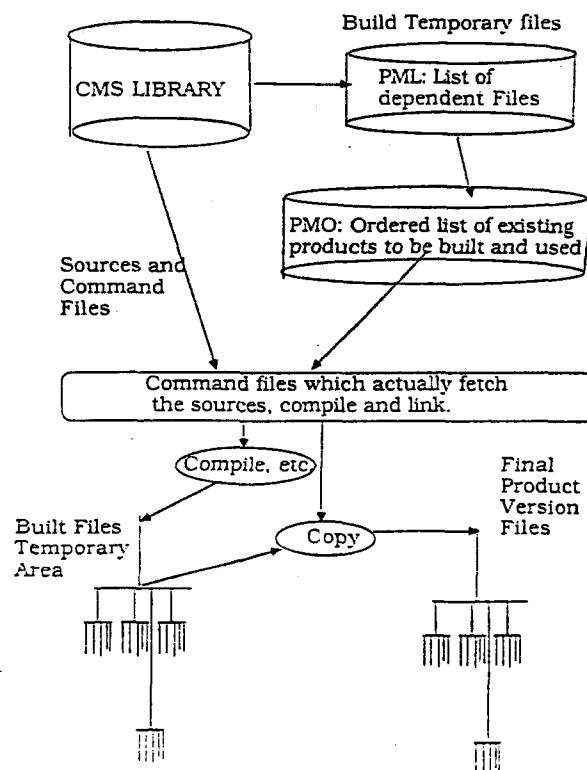 Build Temporary files
CMS LIBRARY
PML: List of
dependent Files
PMO: Ordered list of existing
products to be built and used
Sources and
Command
Files
Command files which actually fetch
the sources, compile and link.
Compile, etc.
Final
Product
Version
Files
Built Files
Temporary
Area
Copy